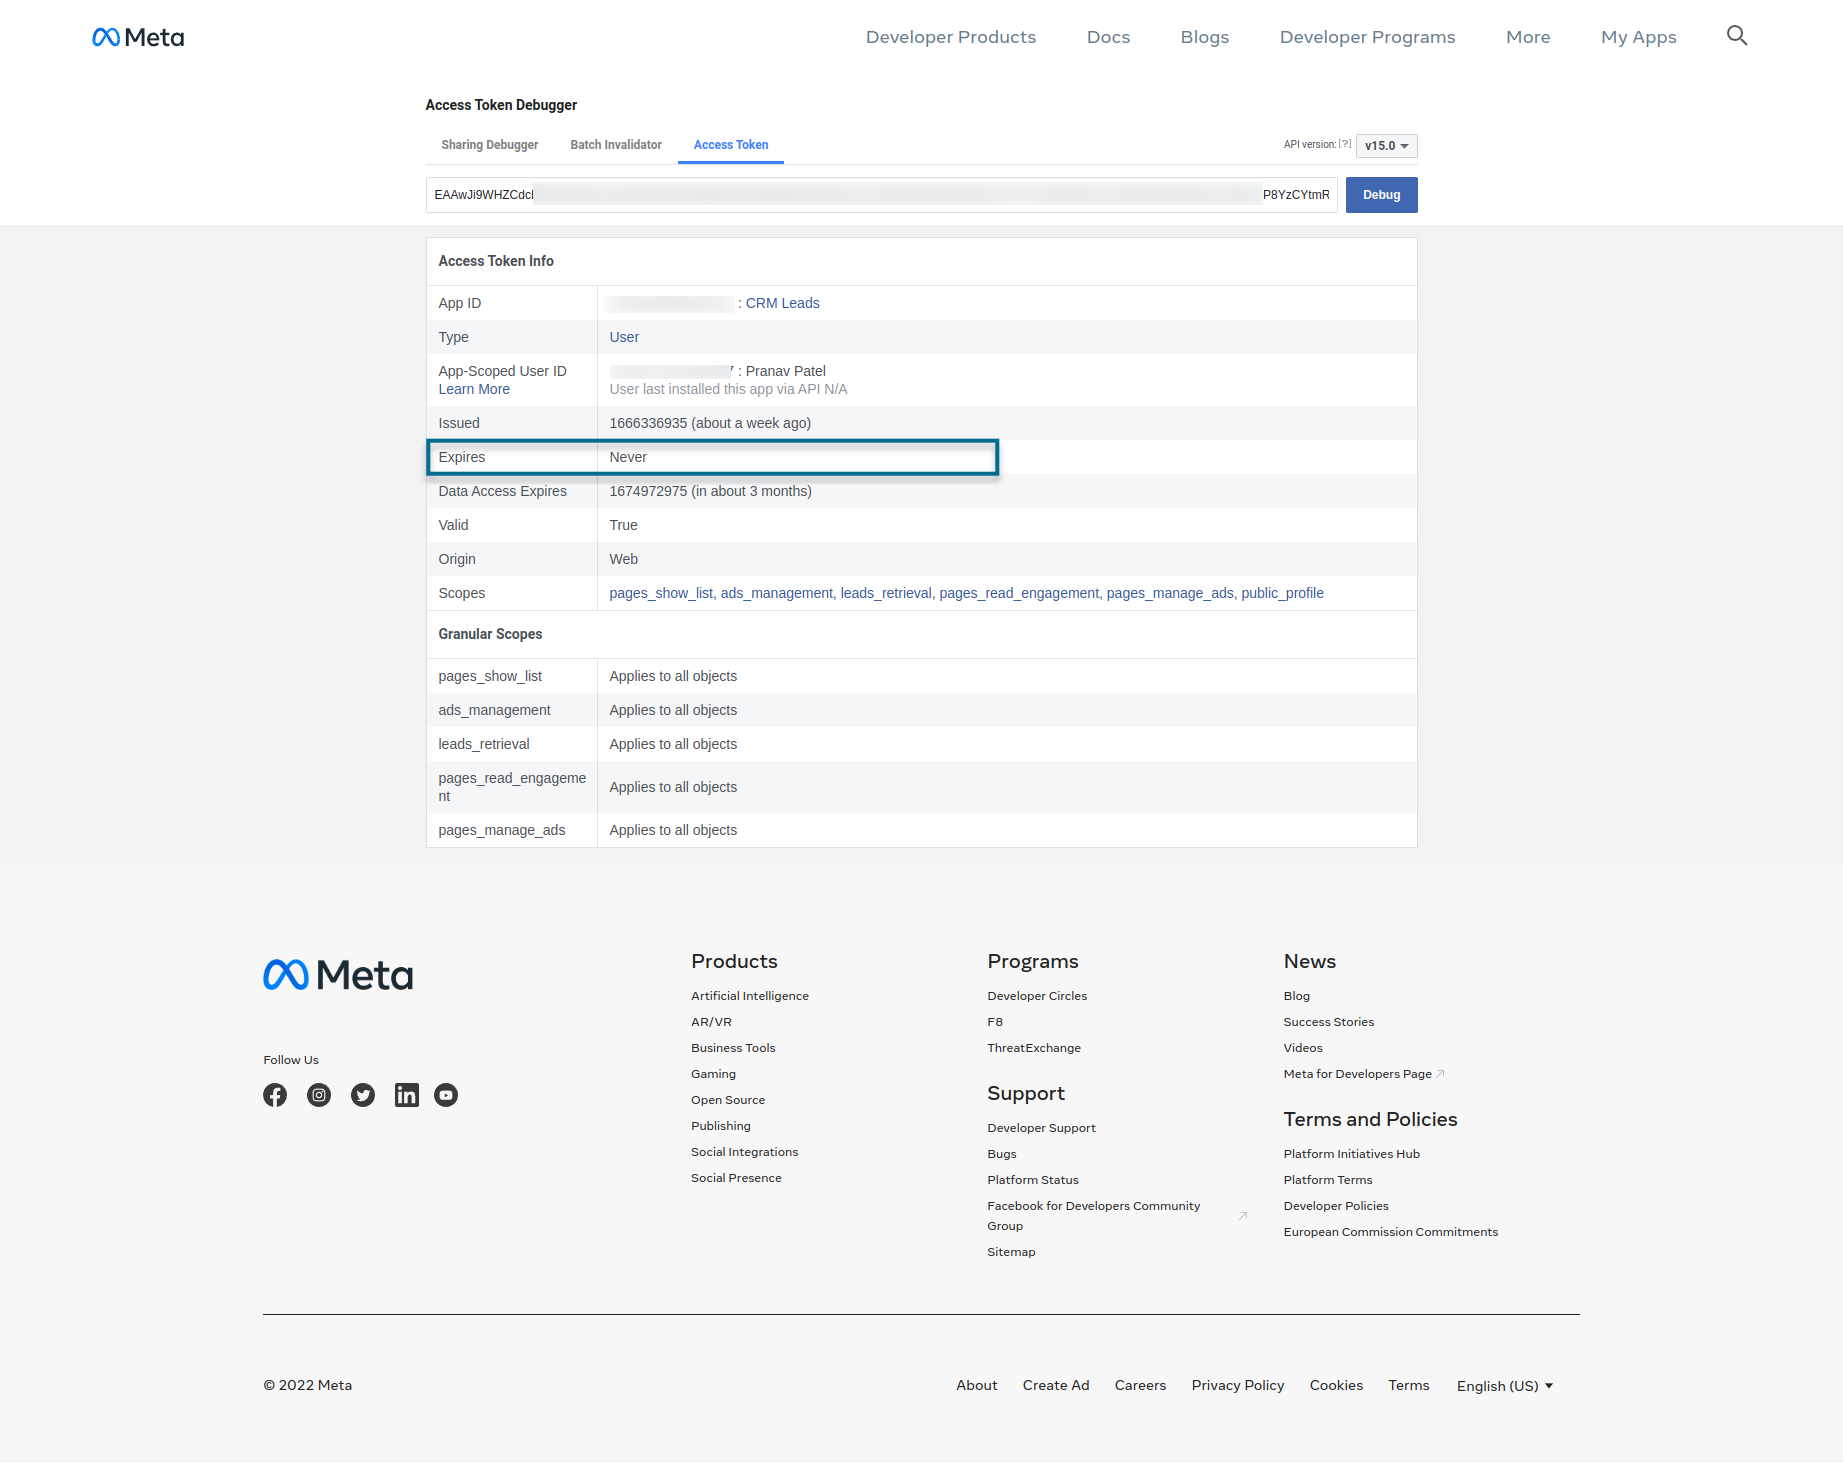 Meta
Developer Products Docs Blogs Developer Programs More My Apps
Access Token Debugger
Sharing Debugger Batch Invalidator Access Token API version: [?] v15.0
EAAwJi9WHZCdc P8YzCYtmR Debug
Access Token Info
App ID : CRM Leads
Type User
App-Scoped User ID 7 : Pranav Patel
Learn More User last installed this app via API N/A
Issued 1666336935 (about a week ago)
Expires Never
Data Access Expires 1674972975 (in about 3 months)
Valid True
Origin Web
Scopes pages_show_list, ads_management, leads_retrieval, pages_read_engagement, pages_manage_ads, public_profile
Granular Scopes
pages_show_list Applies to all objects
ads_management Applies to all objects
leads_retrieval Applies to all objects
pages_read_engageme
nt Applies to all objects
pages_manage_ads Applies to all objects
Meta
Follow Us
Products
Artificial Intelligence
AR/VR
Business Tools
Gaming
Open Source
Publishing
Social Integrations
Social Presence
Programs
Developer Circles
F8
ThreatExchange
Support
Developer Support
Bugs
Platform Status
Facebook for Developers Community
Group
Sitemap
News
Blog
Success Stories
Videos
Meta for Developers Page
Terms and Policies
Platform Initiatives Hub
Platform Terms
Developer Policies
European Commission Commitments
© 2022 Meta
About Create Ad Careers Privacy Policy Cookies Terms English (US)